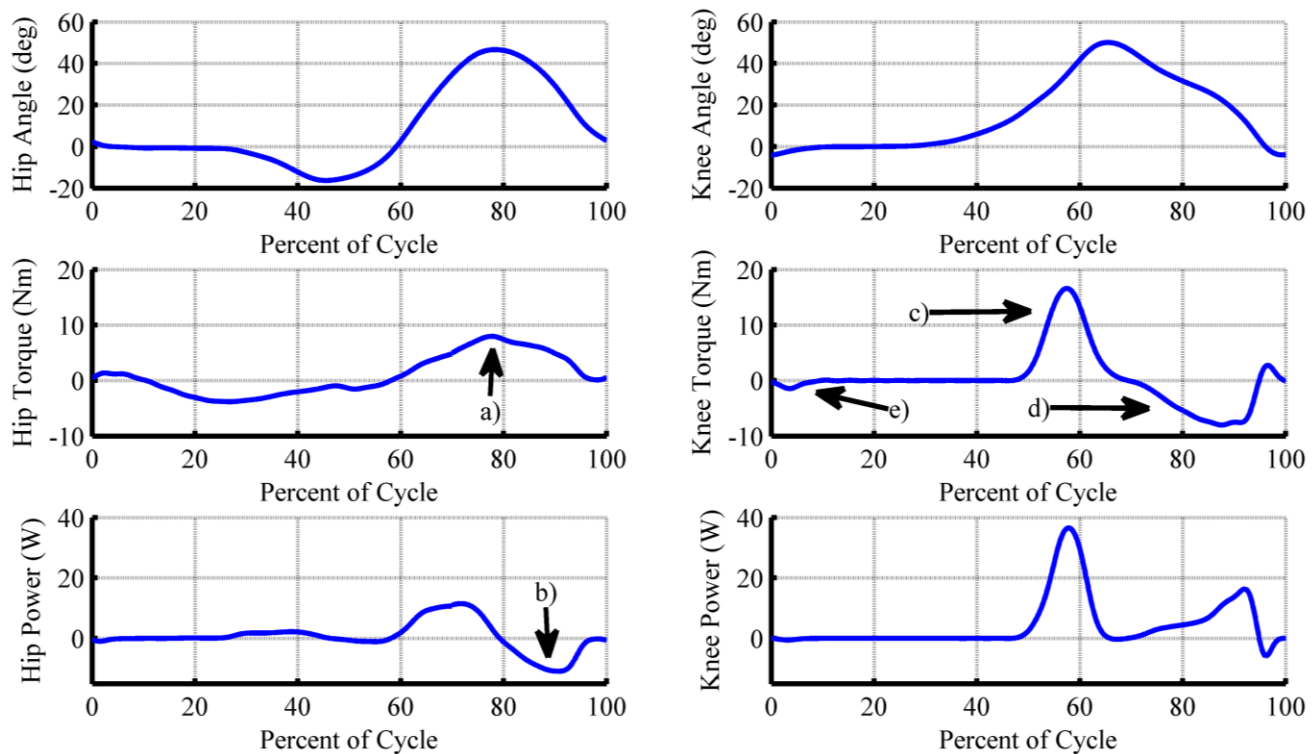 Hip Angle (deg)
60
40
20
0
-20
0 20 40 60 80 100
Percent of Cycle
Knee Angle (deg)
60
40
20
0
-20
0 20 40 60 80 100
Percent of Cycle
Hip Torque (Nm)
20
10
0
-10
a)
0 20 40 60 80 100
Percent of Cycle
Knee Torque (Nm)
20
10
0
-10
c)
e)
d)
0 20 40 60 80 100
Percent of Cycle
Hip Power (W)
40
20
0
b)
0 20 40 60 80 100
Percent of Cycle
Knee Power (W)
40
20
0
0 20 40 60 80 100
Percent of Cycle